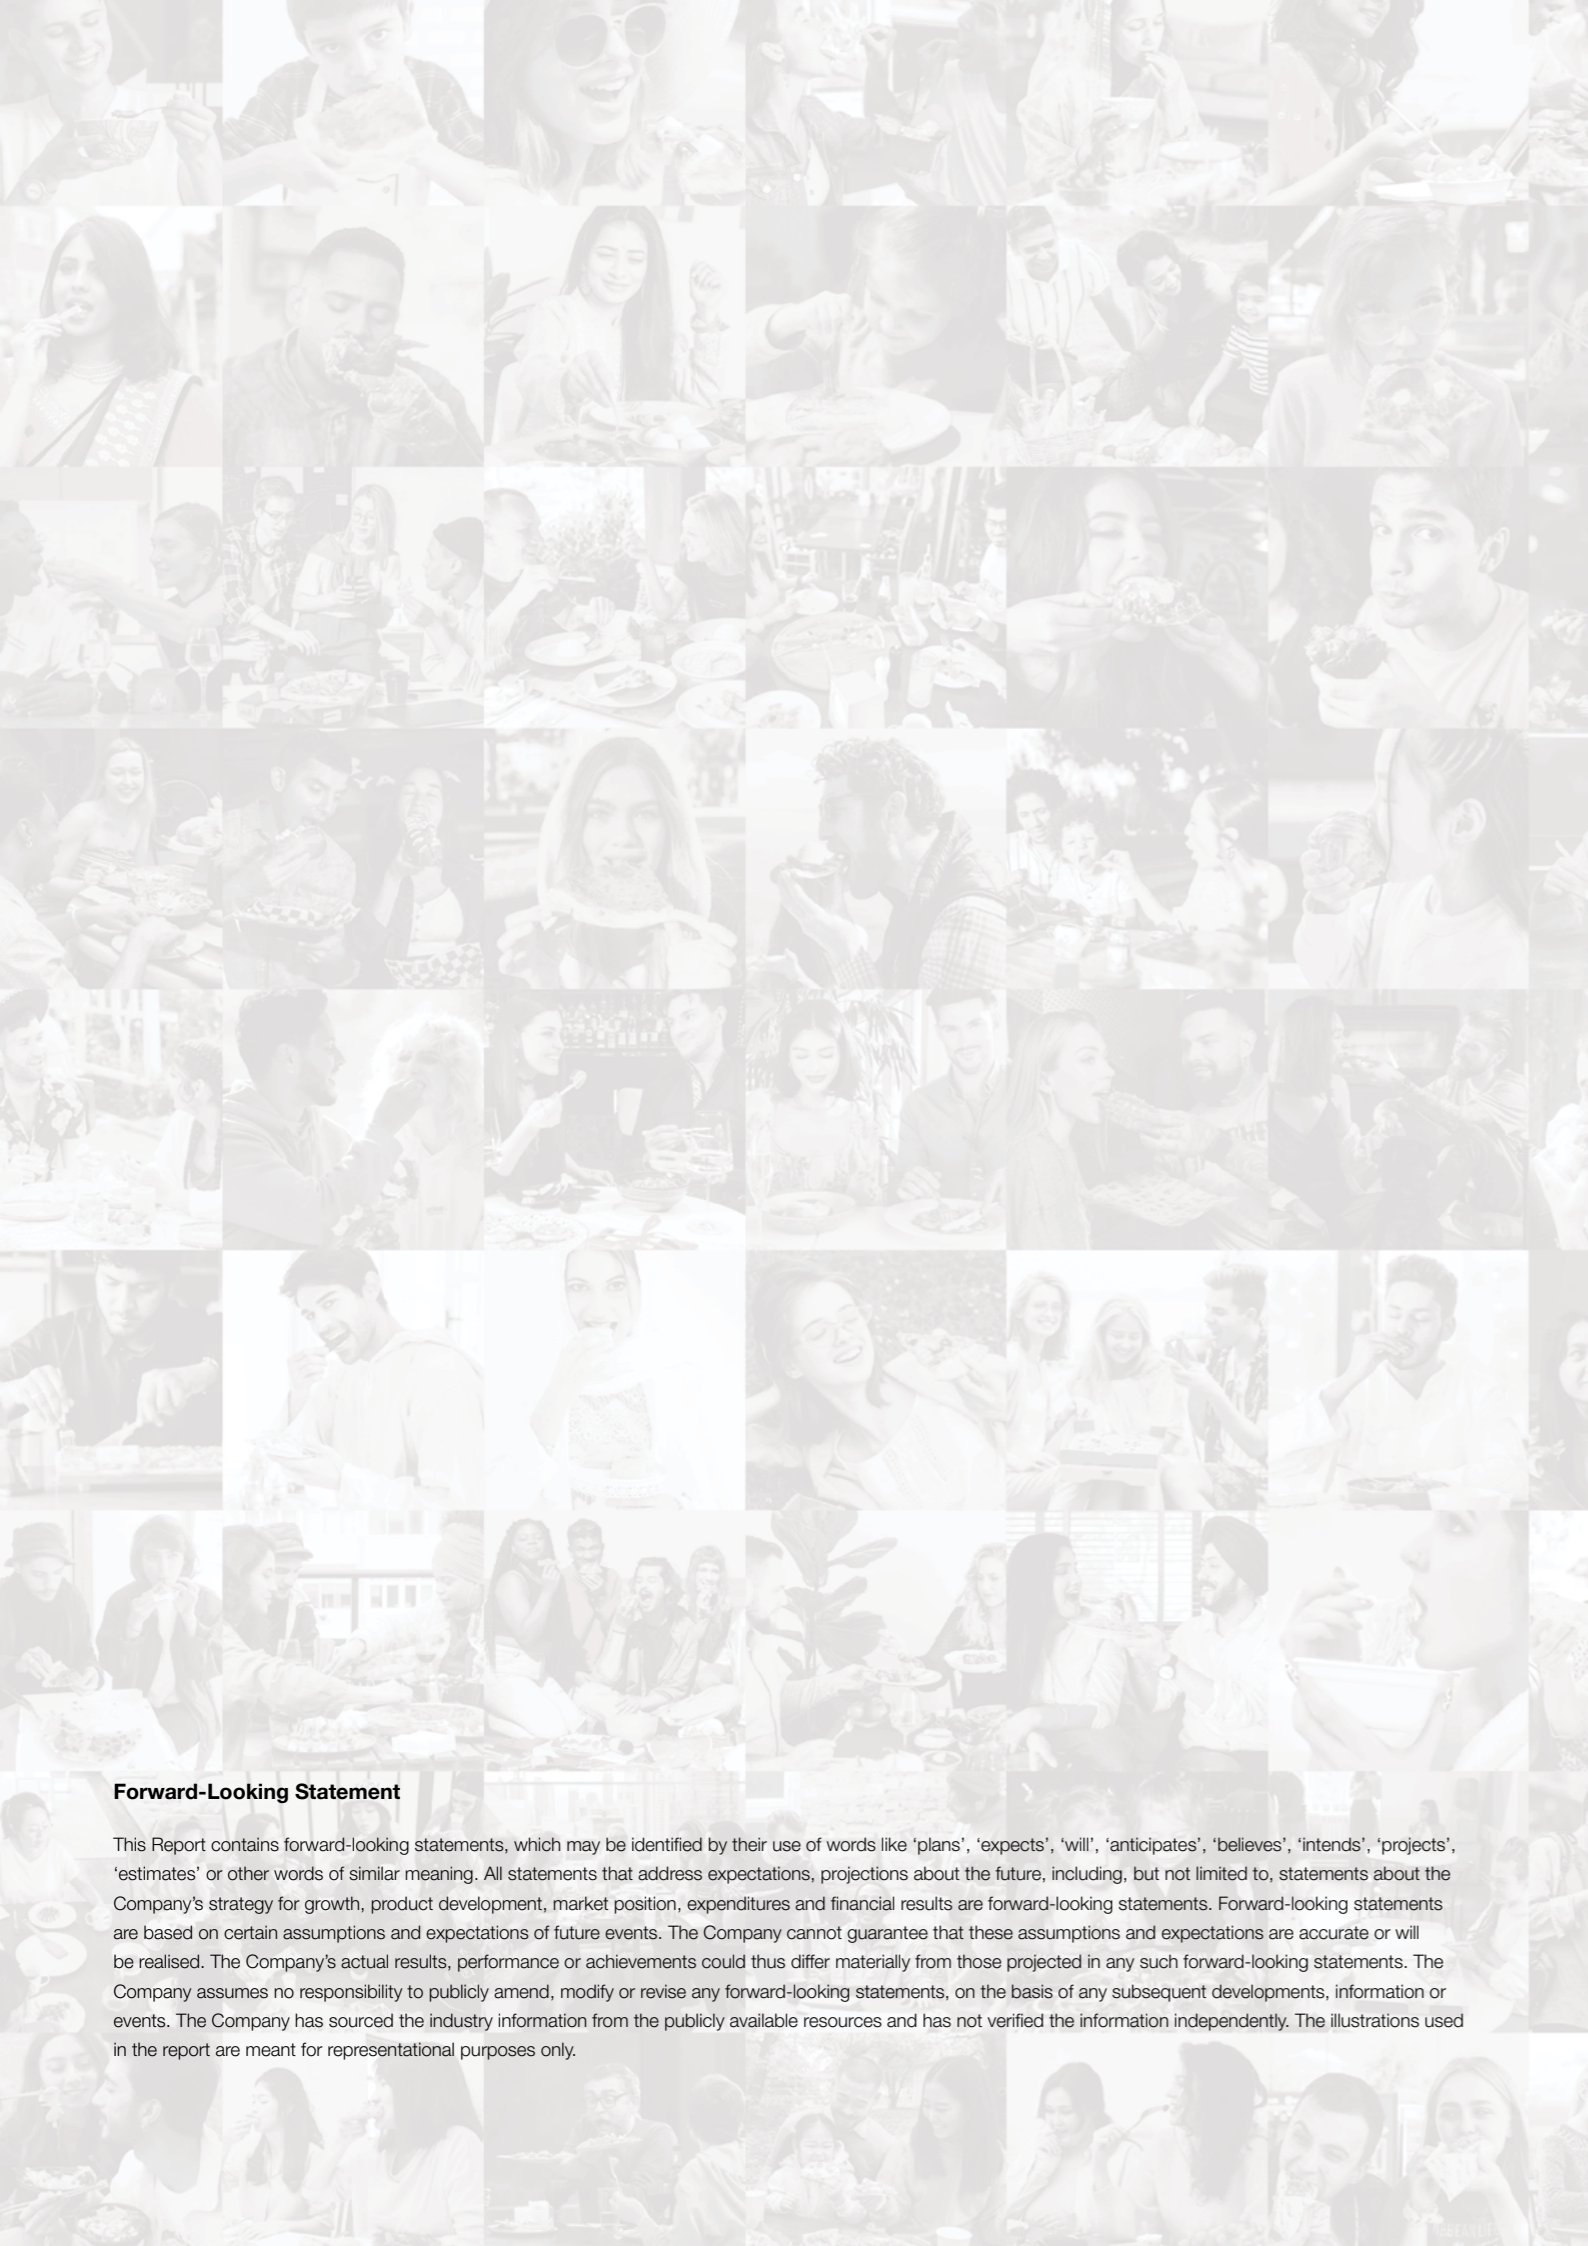 Forward-Looking Statement
This Report contains forward-looking statements, which may be identified by their use of words like ‘plans’, ‘expects’, ‘will’, ‘anticipates’, ‘believes’, ‘intends’, ‘projects’,
‘estimates’ or other words of similar meaning. All statements that address expectations, projections about the future, including, but not limited to, statements about the
Company’s strategy for growth, product development, market position, expenditures and financial results are forward-looking statements. Forward-looking statements
are based on certain assumptions and expectations of future events. The Company cannot guarantee that these assumptions and expectations are accurate or will
be realised. The Company’s actual results, performance or achievements could thus differ materially from those projected in any such forward-looking statements. The
Company assumes no responsibility to publicly amend, modify or revise any forward-looking statements, on the basis of any subsequent developments, information or
events. The Company has sourced the industry information from the publicly available resources and has not verified the information independently. The illustrations used
in the report are meant for representational purposes only.